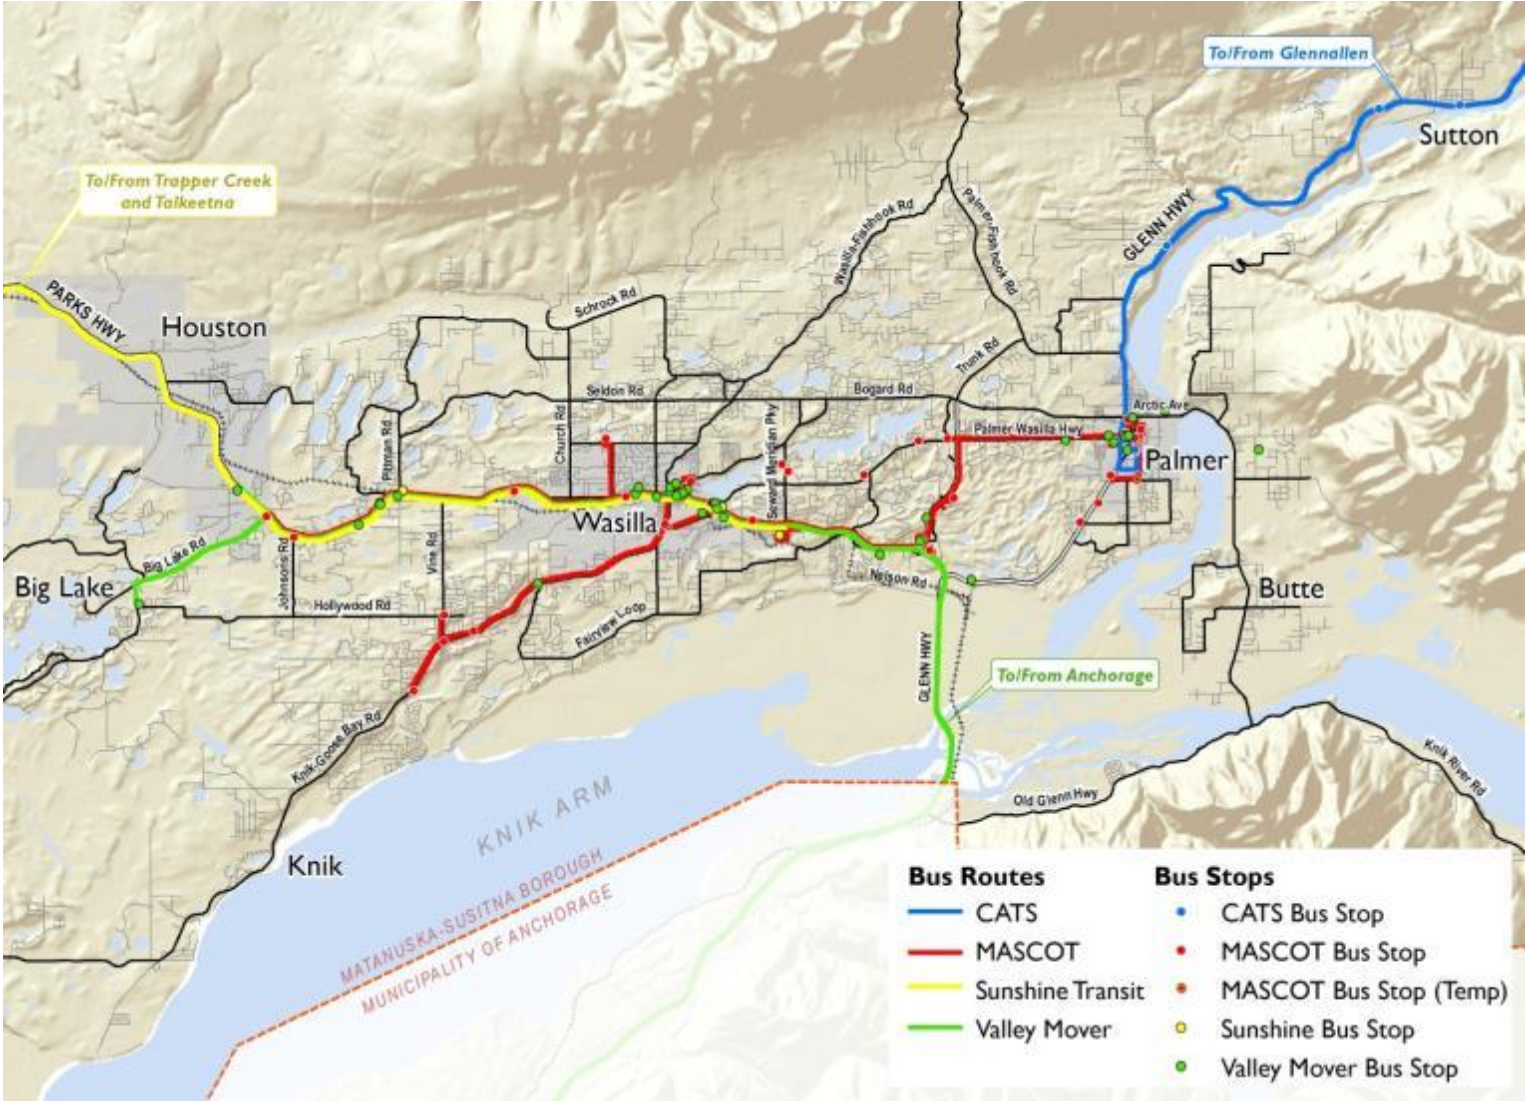 To/From Glennallen
Sutton
To/From Trapper Creek
and Talkeetna
GLENN HWY
Palmer-Fishhook Rd
Wasilla-Fishhook Rd
PARKS HWY
Houston
Schrock Rd
Trunk Rd
Seldon Rd
Bogard Rd
Arctic Ave
Church Rd
Pittman Rd
Seward Meridian Pky
Palmer Wasilla Hwy
Palmer
Wasilla
Vine Rd
Johnsons Rd
Big Lake Rd
Big Lake
Hollywood Rd
Fairview Loop
Nelson Rd
Butte
GLENN HWY
To/From Anchorage
Knik-Goose Bay Rd
Knik River Rd
Old Glenn Hwy
KNIK ARM
Knik
MATANUSKA-SUSITNA BOROUGH
MUNICIPALITY OF ANCHORAGE
Bus Routes
CATS
MASCOT
Sunshine Transit
Valley Mover
Bus Stops
CATS Bus Stop
MASCOT Bus Stop
MASCOT Bus Stop (Temp)
Sunshine Bus Stop
Valley Mover Bus Stop